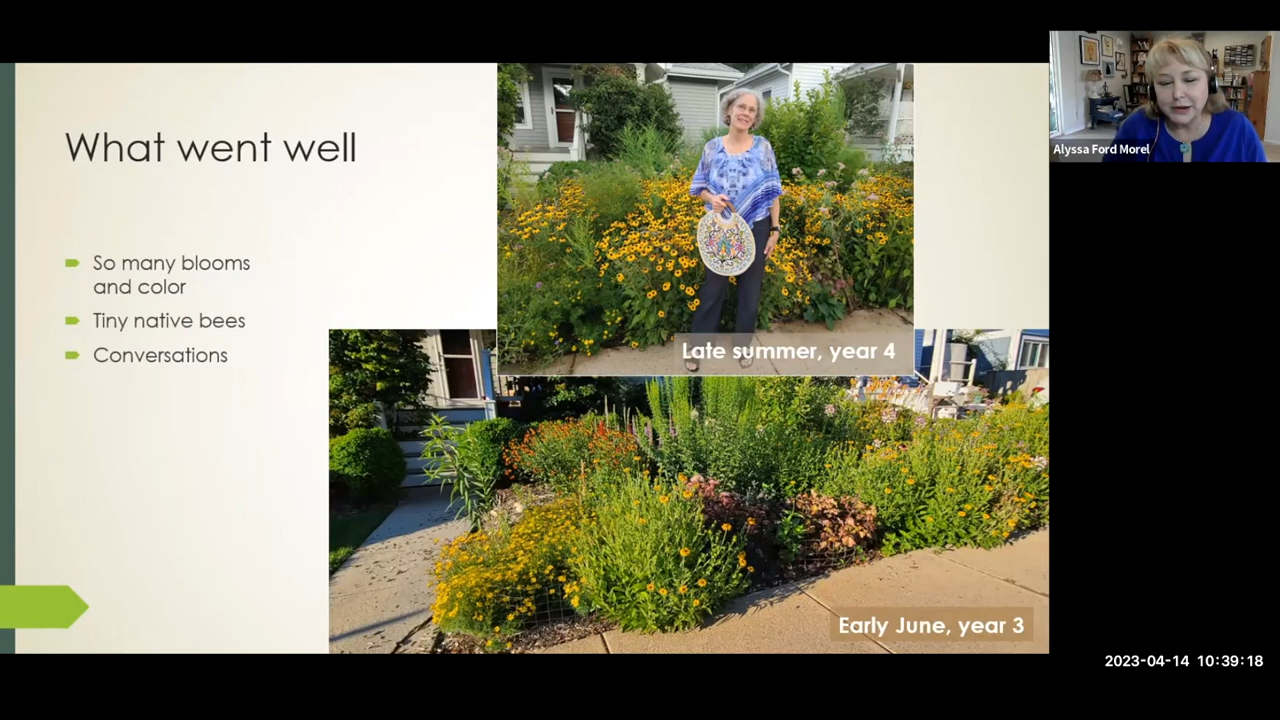 What went well
So many blooms
and color
Tiny native bees
Conversations
Late summer, year 4
Early June, year 3
Alyssa Ford Morel
2023-04-14 10:39:18